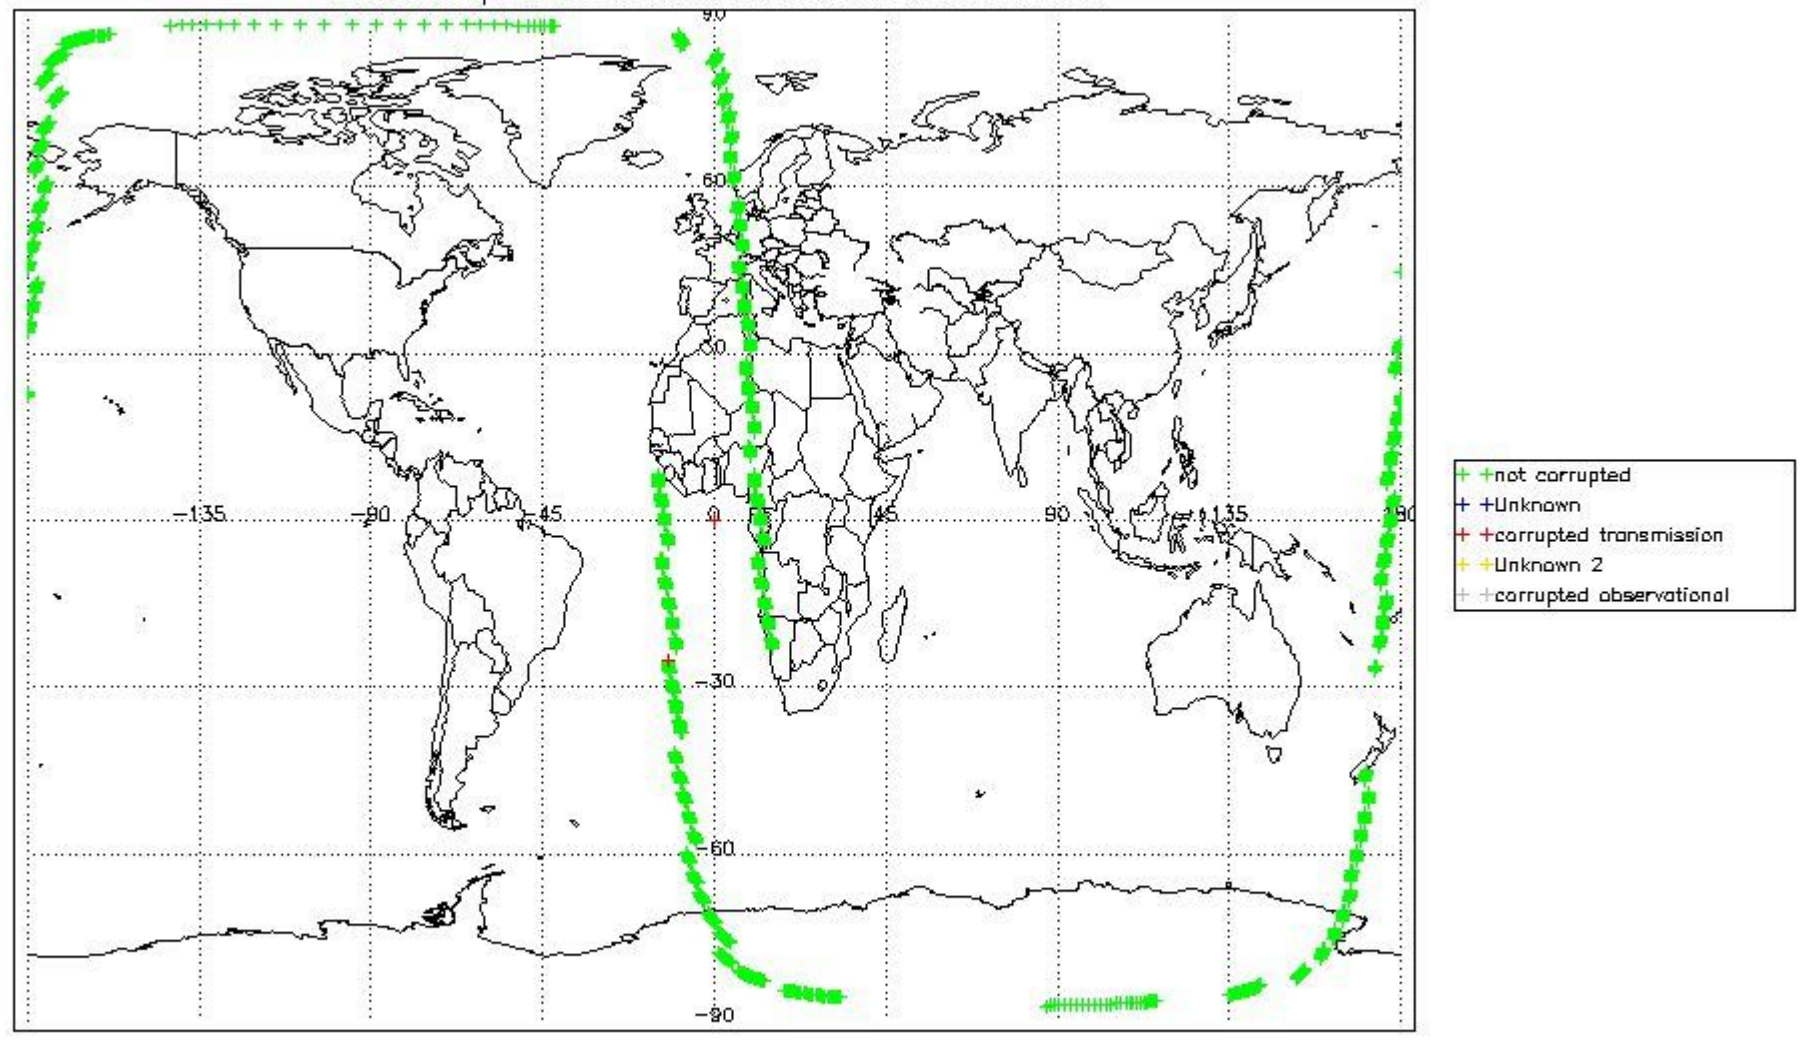 90
60
30
-135
-90
-45
0
45
90
135
180
-30
-60
-90
not corrupted
Unknown
corrupted transmission
Unknown 2
corrupted observational